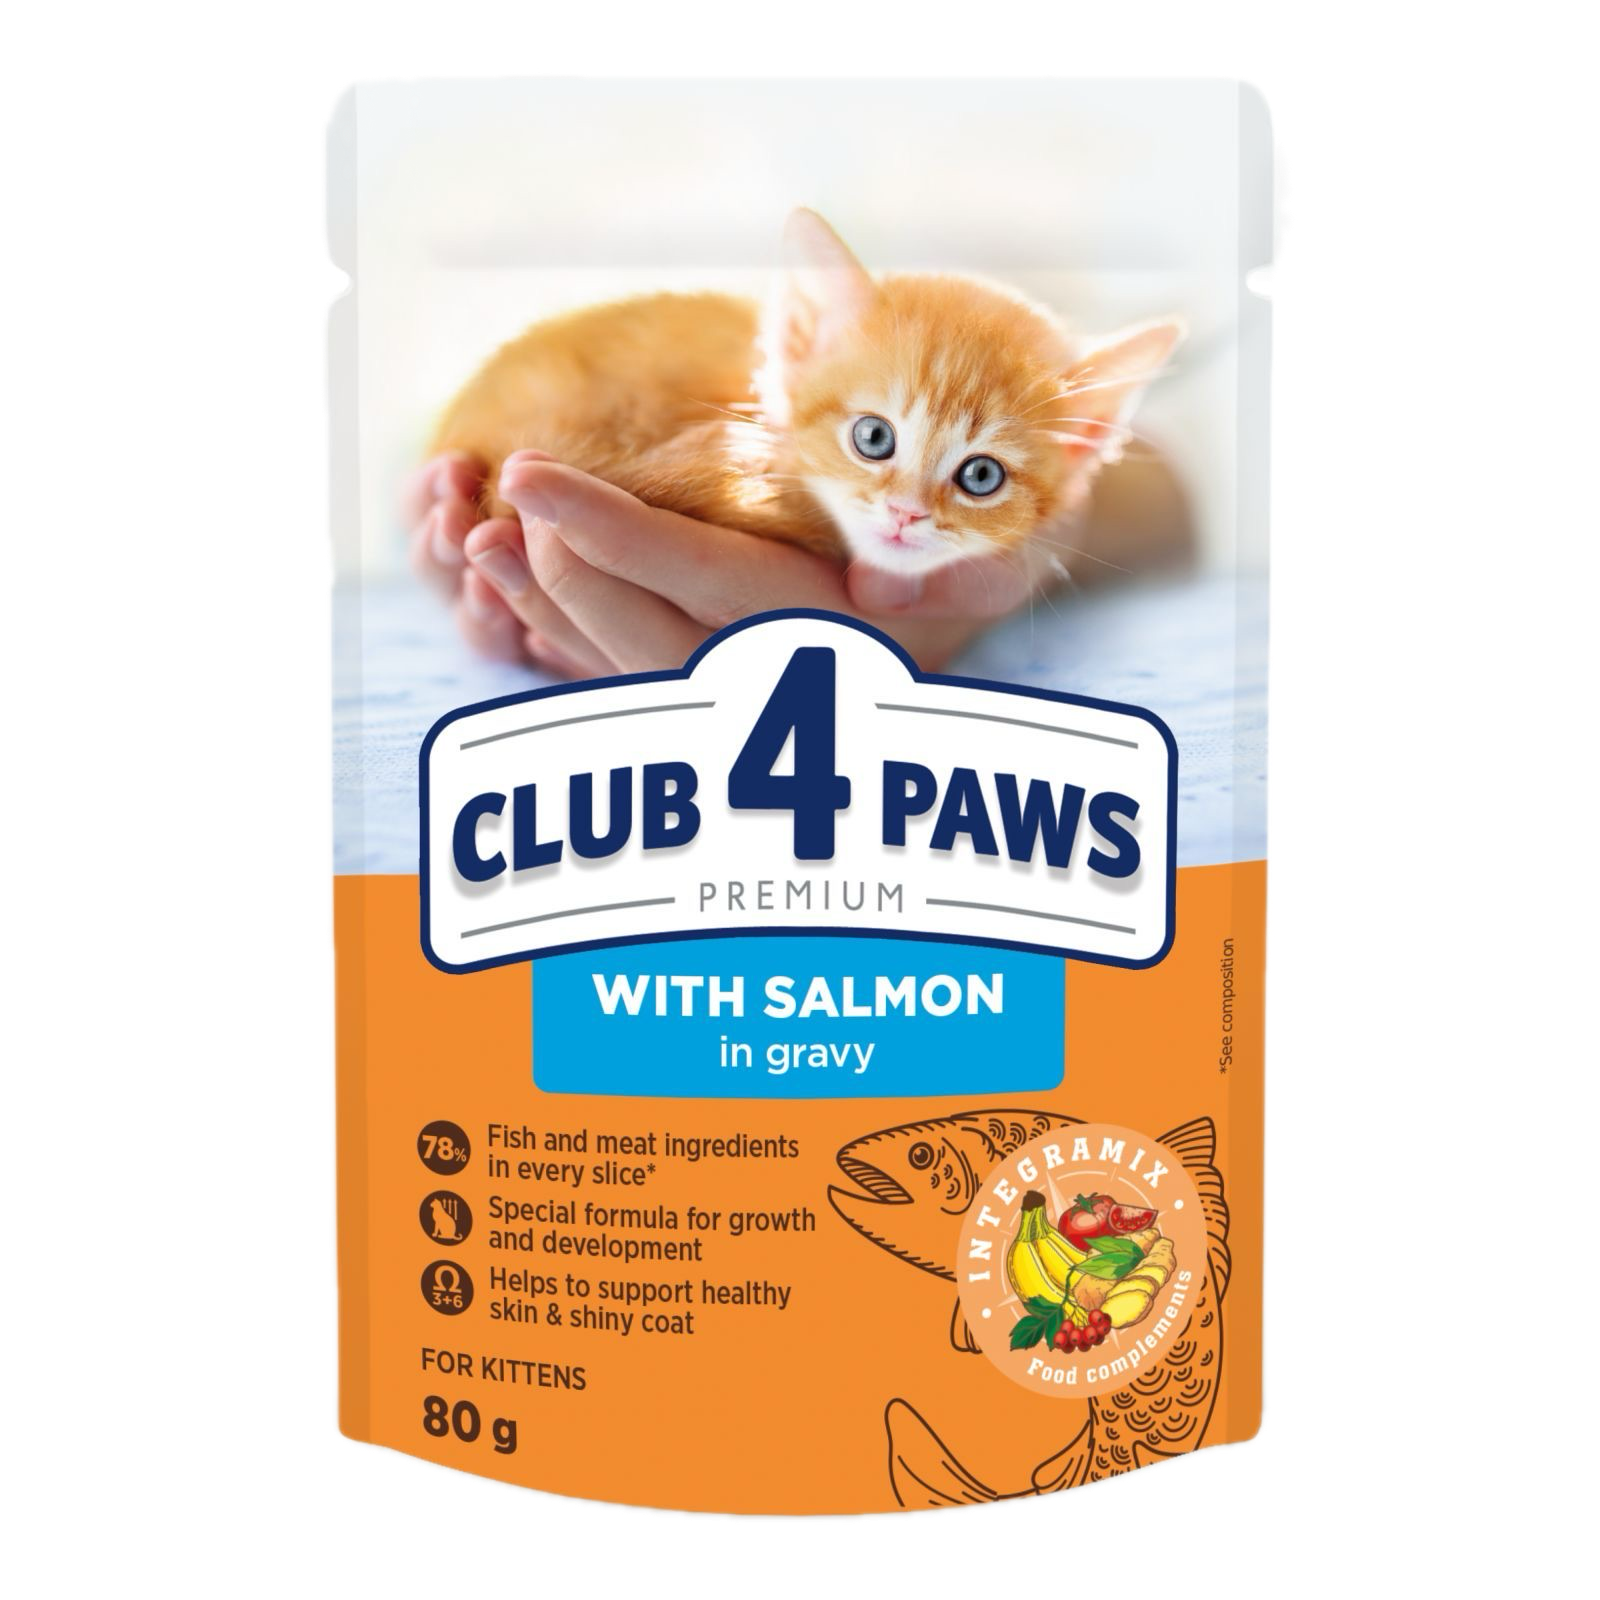 CLUB 4 PAWS
PREMIUM
WITH SALMON
in gravy
*See composition
78%
Fish and meat ingredients
in every slice*
Special formula for growth
and development
Ω
3+6
Helps to support healthy
skin & shiny coat
FOR KITTENS
80 g
• INTEGRAMIX •
Food complements